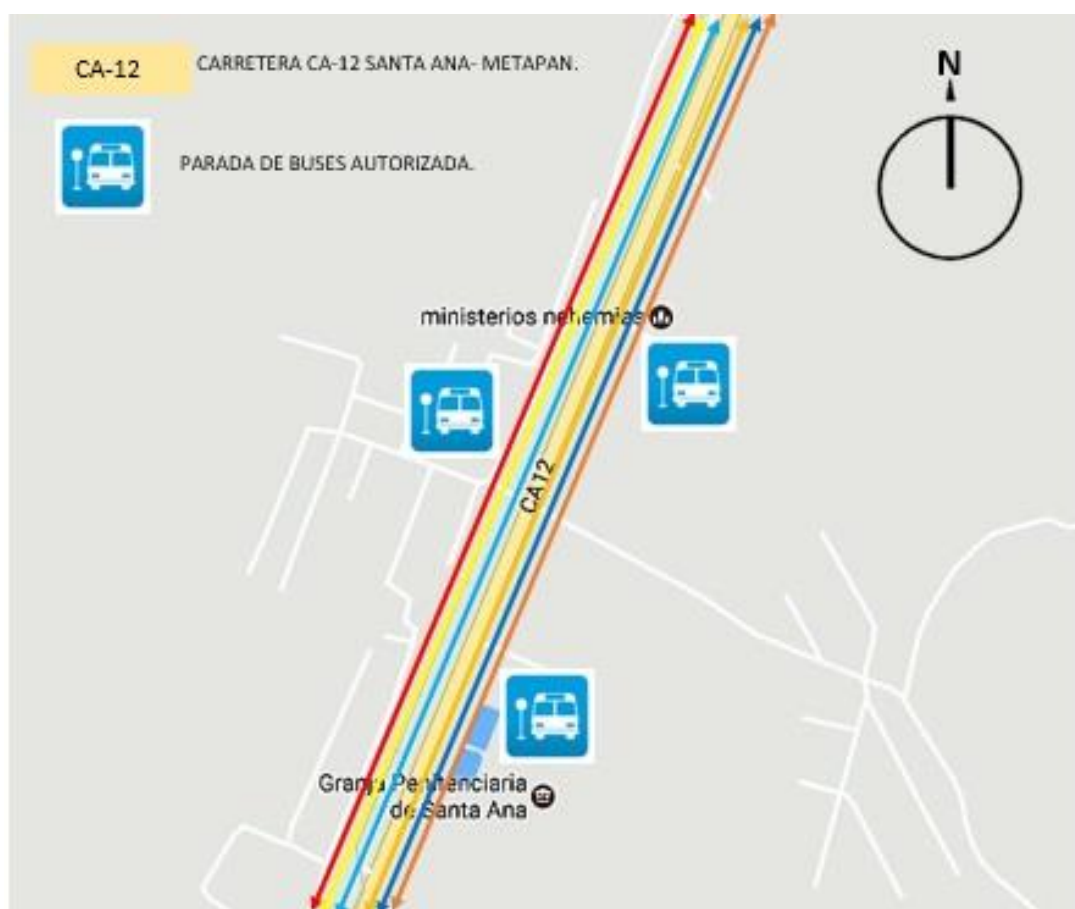 CA-12
CARRETERA CA-12 SANTA ANA- METAPAN.
N
PARADA DE BUSES AUTORIZADA.
ministerios nehemias
CA12
Granja Penitenciaria
de Santa Ana